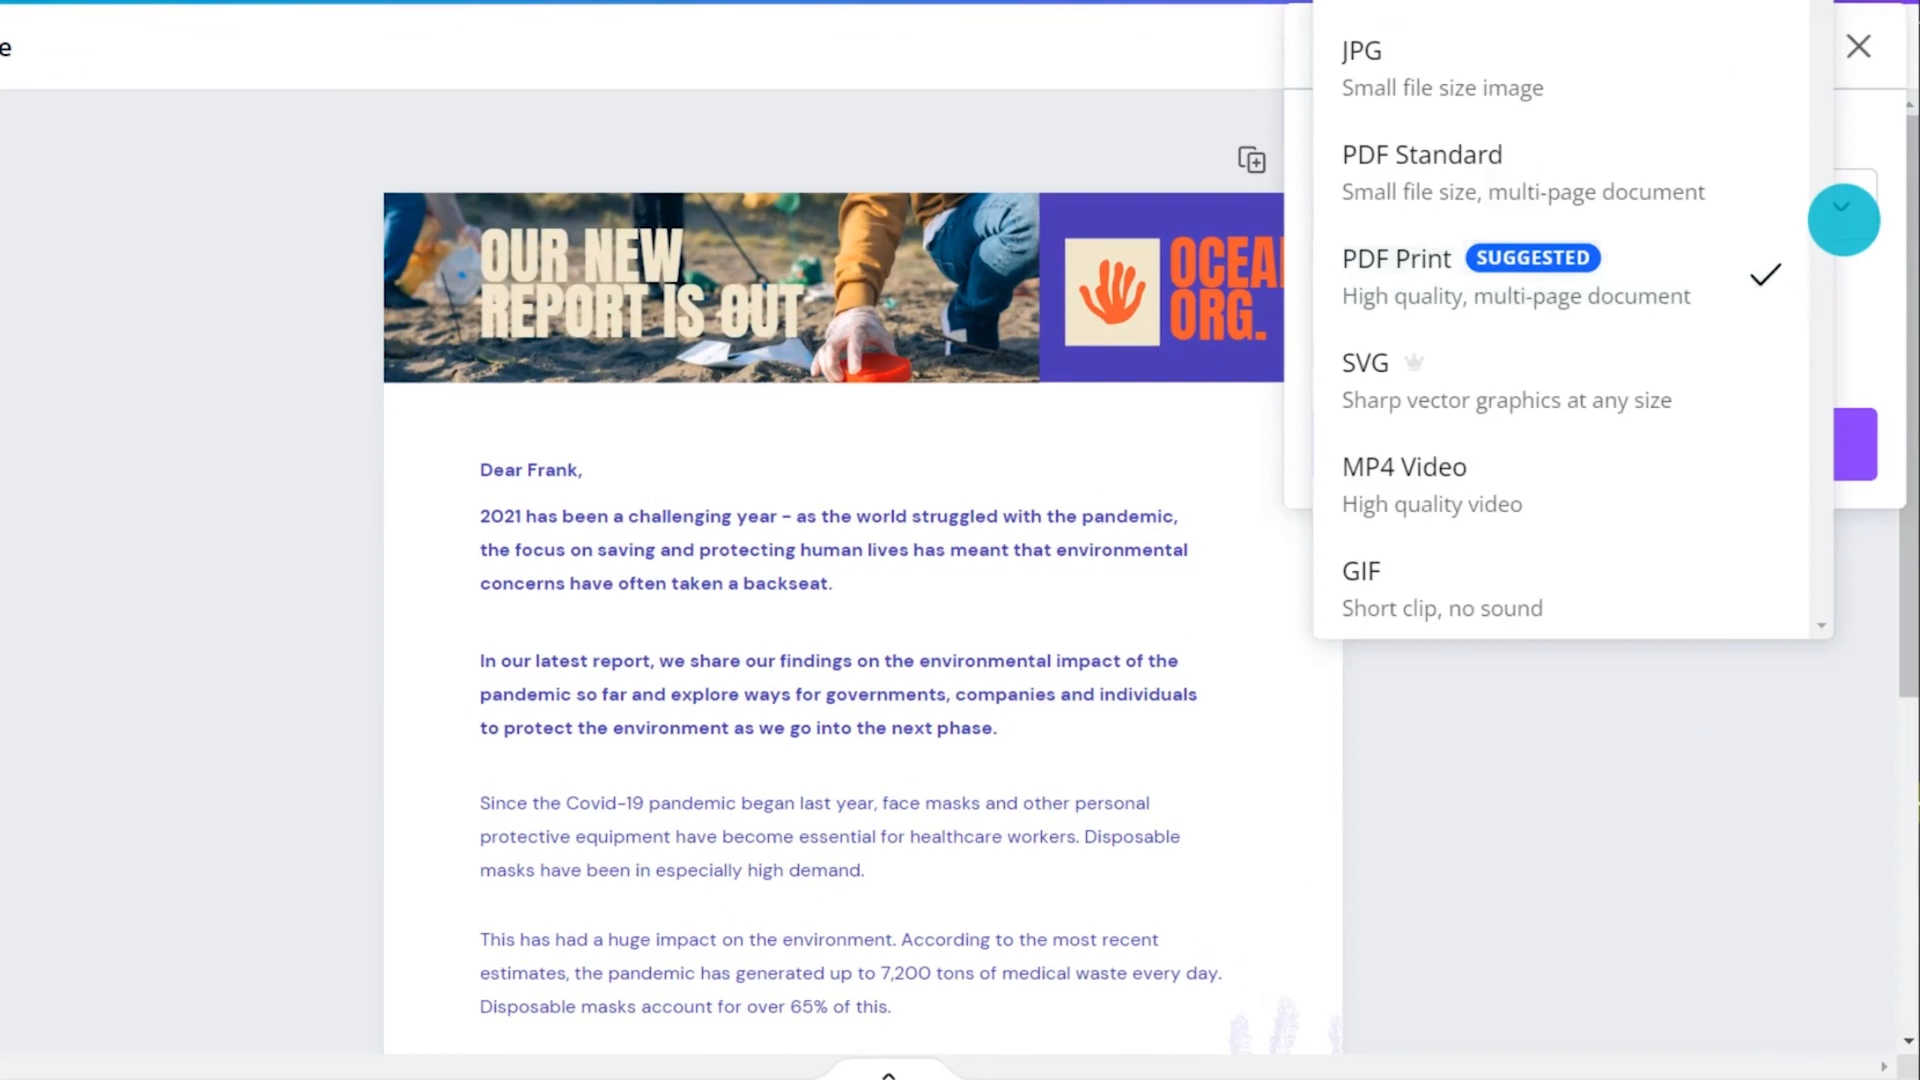 e
JPG
Small file size image
PDF Standard
Small file size, multi-page document
PDF Print SUGGESTED
High quality, multi-page document
SVG
Sharp vector graphics at any size
MP4 Video
High quality video
GIF
Short clip, no sound
OUR NEW
REPORT IS OUT
ORG.
Dear Frank,
2021 has been a challenging year - as the world struggled with the pandemic,
the focus on saving and protecting human lives has meant that environmental
concerns have often taken a backseat.
In our latest report, we share our findings on the environmental impact of the
pandemic so far and explore ways for governments, companies and individuals
to protect the environment as we go into the next phase.
Since the Covid-19 pandemic began last year, face masks and other personal
protective equipment have become essential for healthcare workers. Disposable
masks have been in especially high demand.
This has had a huge impact on the environment. According to the most recent
estimates, the pandemic has generated up to 7,200 tons of medical waste every day.
Disposable masks account for over 65% of this.